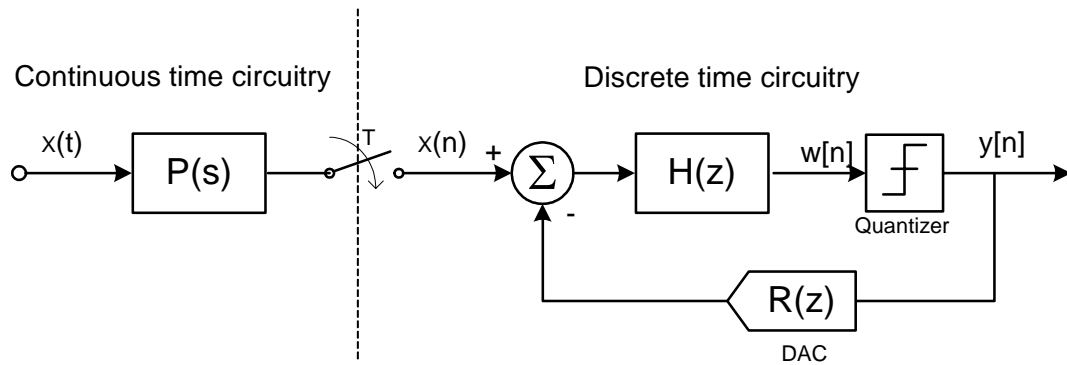 Continuous time circuitry
Discrete time circuitry
x(t)
P(s)
T
x(n)
+
Σ
-
H(z)
w[n]
y[n]
Quantizer
R(z)
DAC